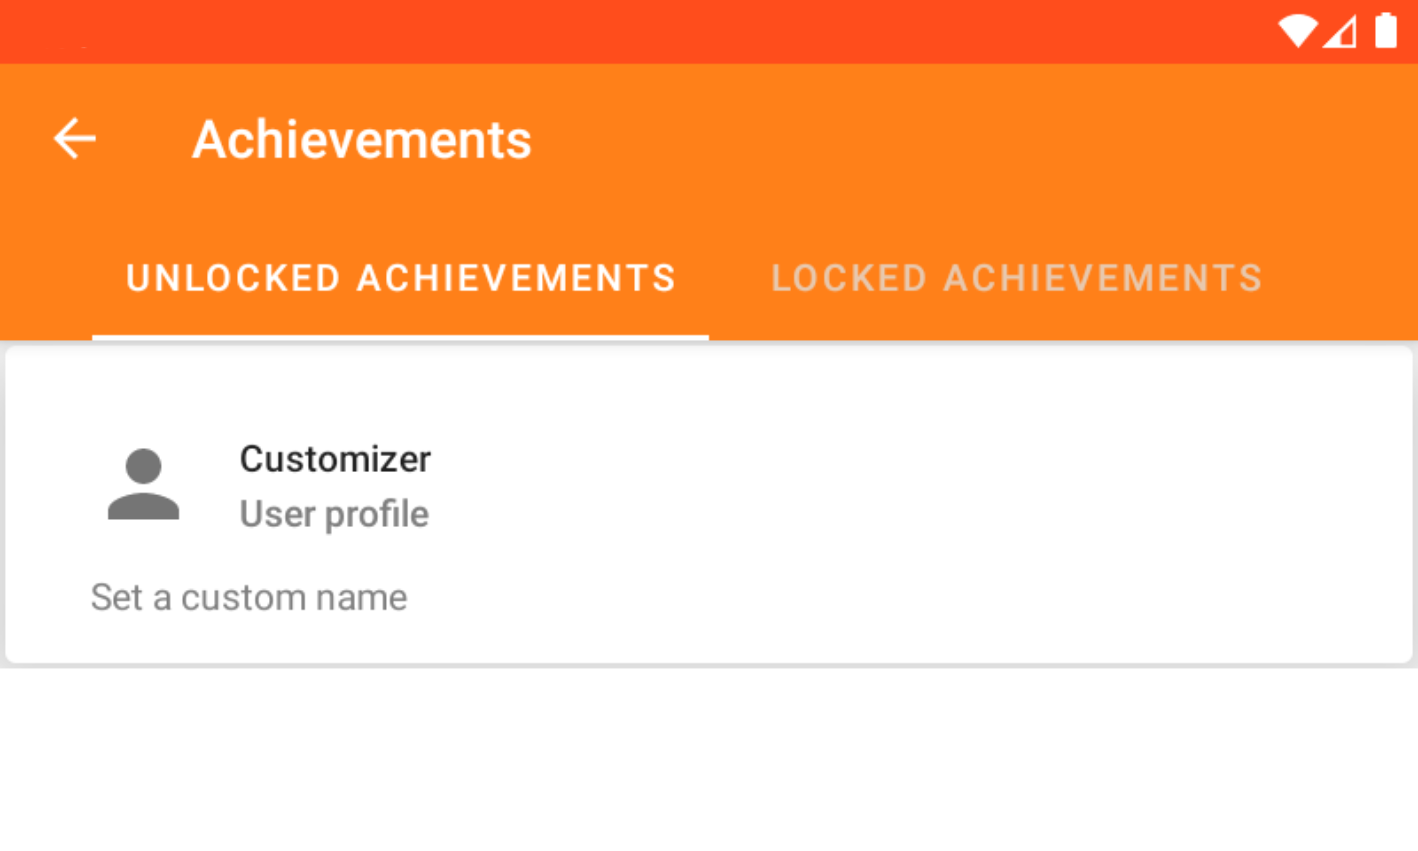 Achievements
UNLOCKED ACHIEVEMENTS LOCKED ACHIEVEMENTS
Customizer
User profile
Set a custom name